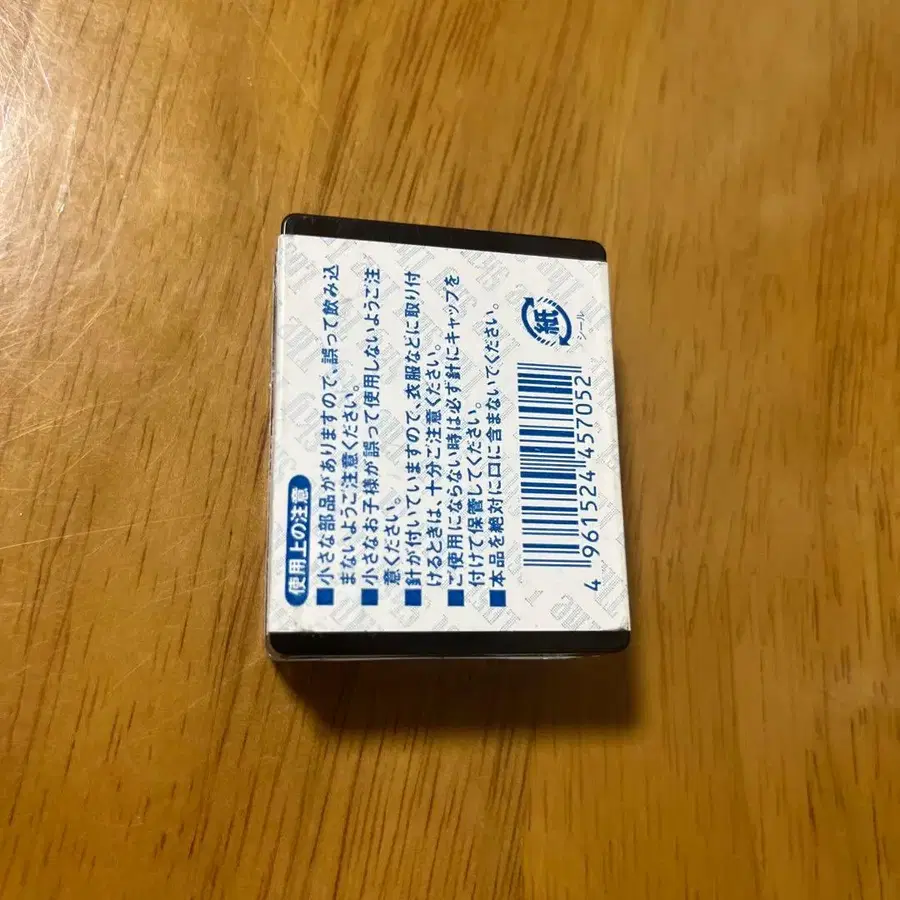 使用上の注意
■小さな部品がありますので、誤って飲み込
まないようご注意ください。
■小さなお子様が誤って使用しないようご注
意ください。
■針が付いていますので、衣服などに取り付
けるときは、十分ご注意ください。
■ご使用にならない時は必ず針にキャップを
付けて保管してください。
■本品を絶対に口に含まないでください。
4 961524 457052
紙
シール